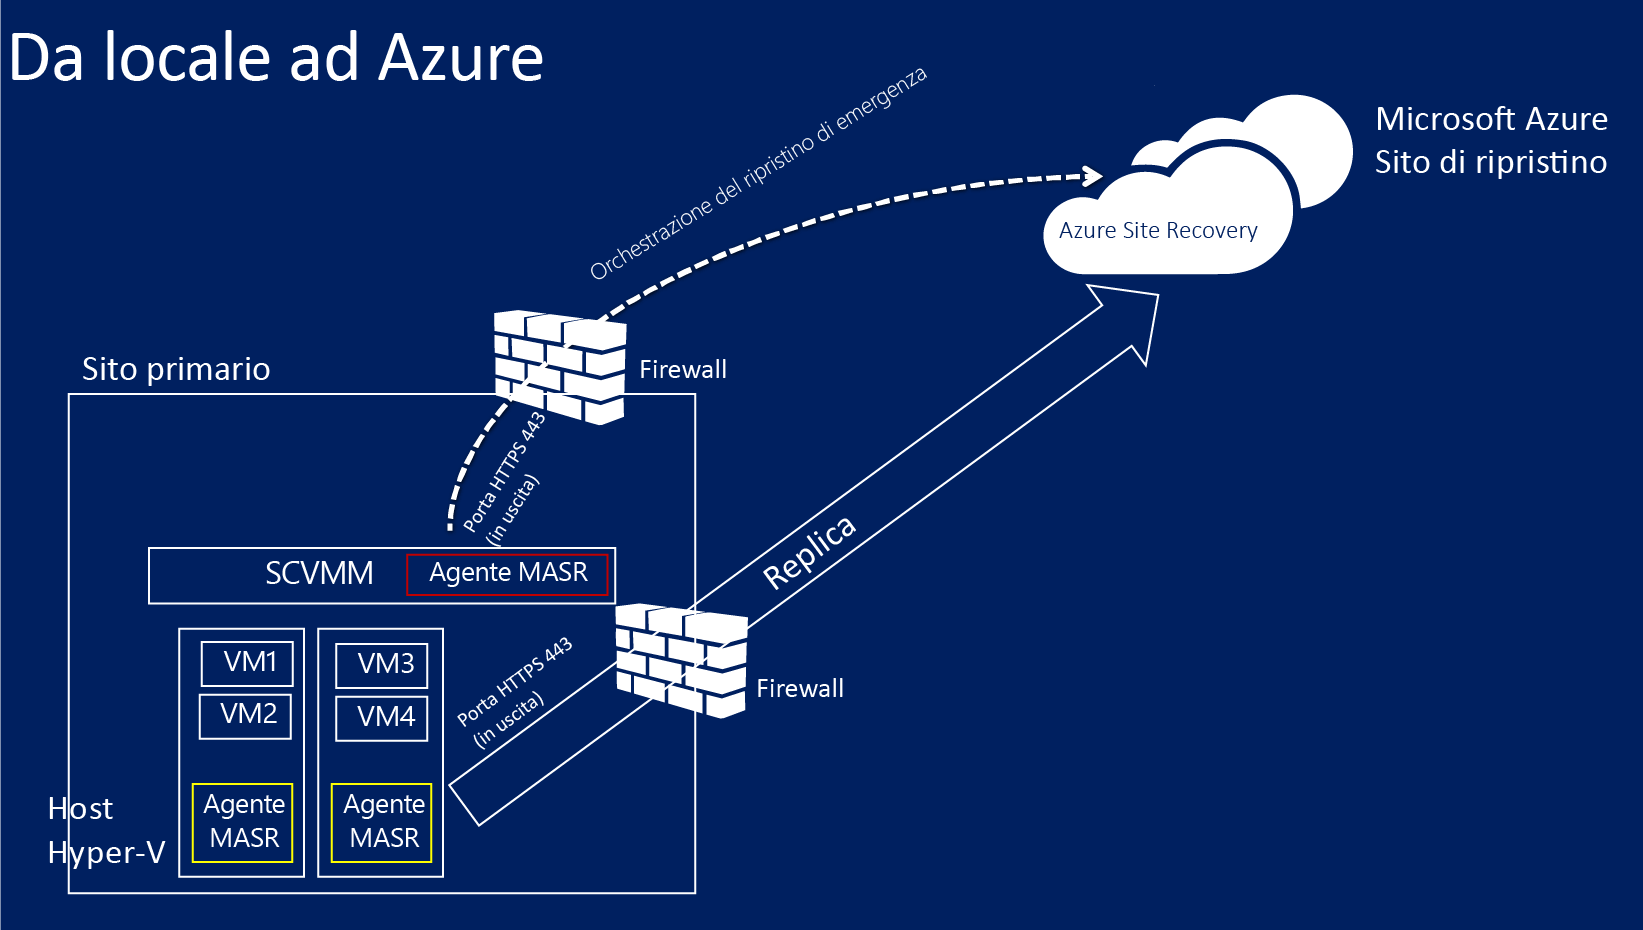 Da locale ad Azure
Orchestrazione del ripristino di emergenza
Microsoft Azure
Sito di ripristino
Azure Site Recovery
Sito primario
Firewall
Porta HTTPS 443
(in uscita)
SCVMM
Agente MASR
Replica
VM1
VM2
VM3
VM4
Porta HTTPS 443
(in uscita)
Firewall
Host
Hyper-V
Agente
MASR
Agente
MASR